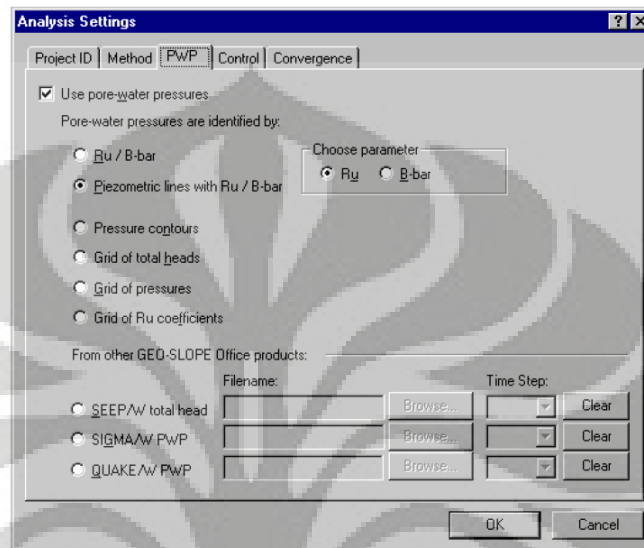 Analysis Settings
Project ID Method PWP Control Convergence
Use pore-water pressures
Pore-water pressures are identified by:
Ru / B-bar
Choose parameter
Ru B-bar
Piezometric lines with Ru / B-bar
Pressure contours
Grid of total heads
Grid of pressures
Grid of Ru coefficients
From other GEO-SLOPE Office products:
Filename: Time Step:
SEEP/W total head Browse... Clear
SIGMA/W PWP Browse... Clear
QUAKE/W PWP Browse... Clear
OK Cancel